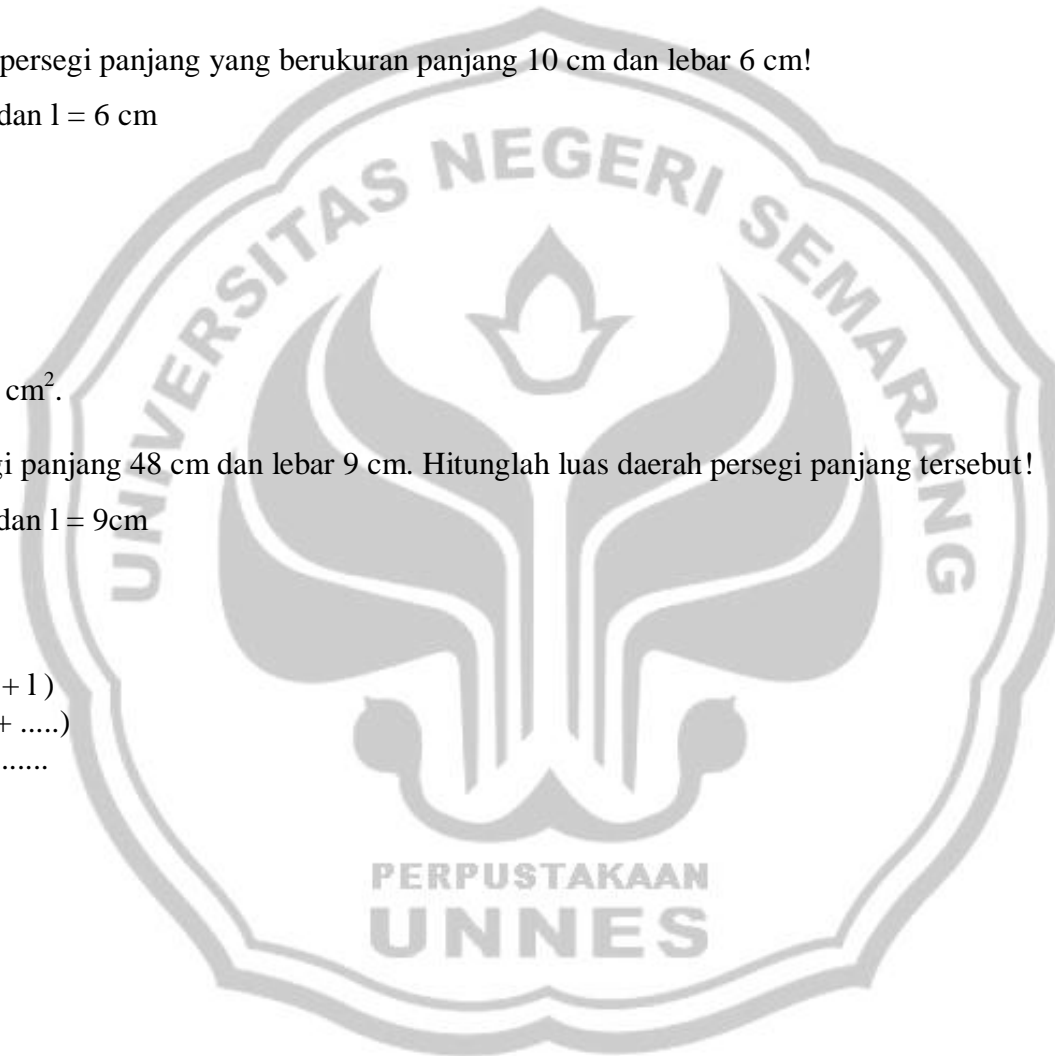 persegi panjang yang berukuran panjang 10 cm dan lebar 6 cm!
dan l = 6 cm
UNIVERSITAS NEGERI SEMARANG
cm².
gi panjang 48 cm dan lebar 9 cm. Hitunglah luas daerah persegi panjang tersebut!
dan l = 9cm
+ l )
+ .....)
......
PERPUSTAKAAN
UNNES